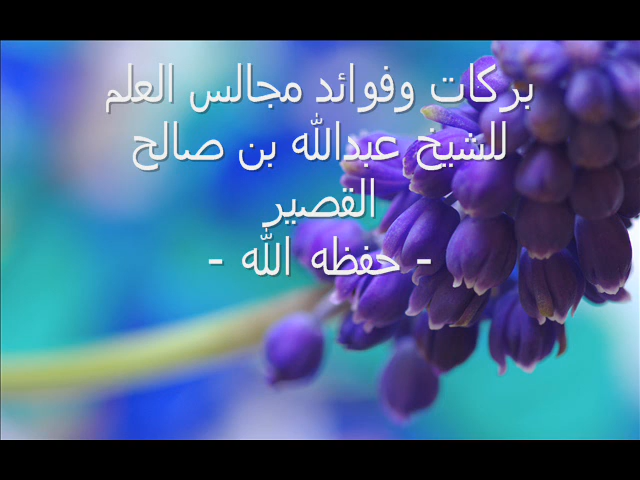 بركات وفوائد مجالس العلم
للشيخ عبدالله بن صالح
القصير
- حفظه الله -